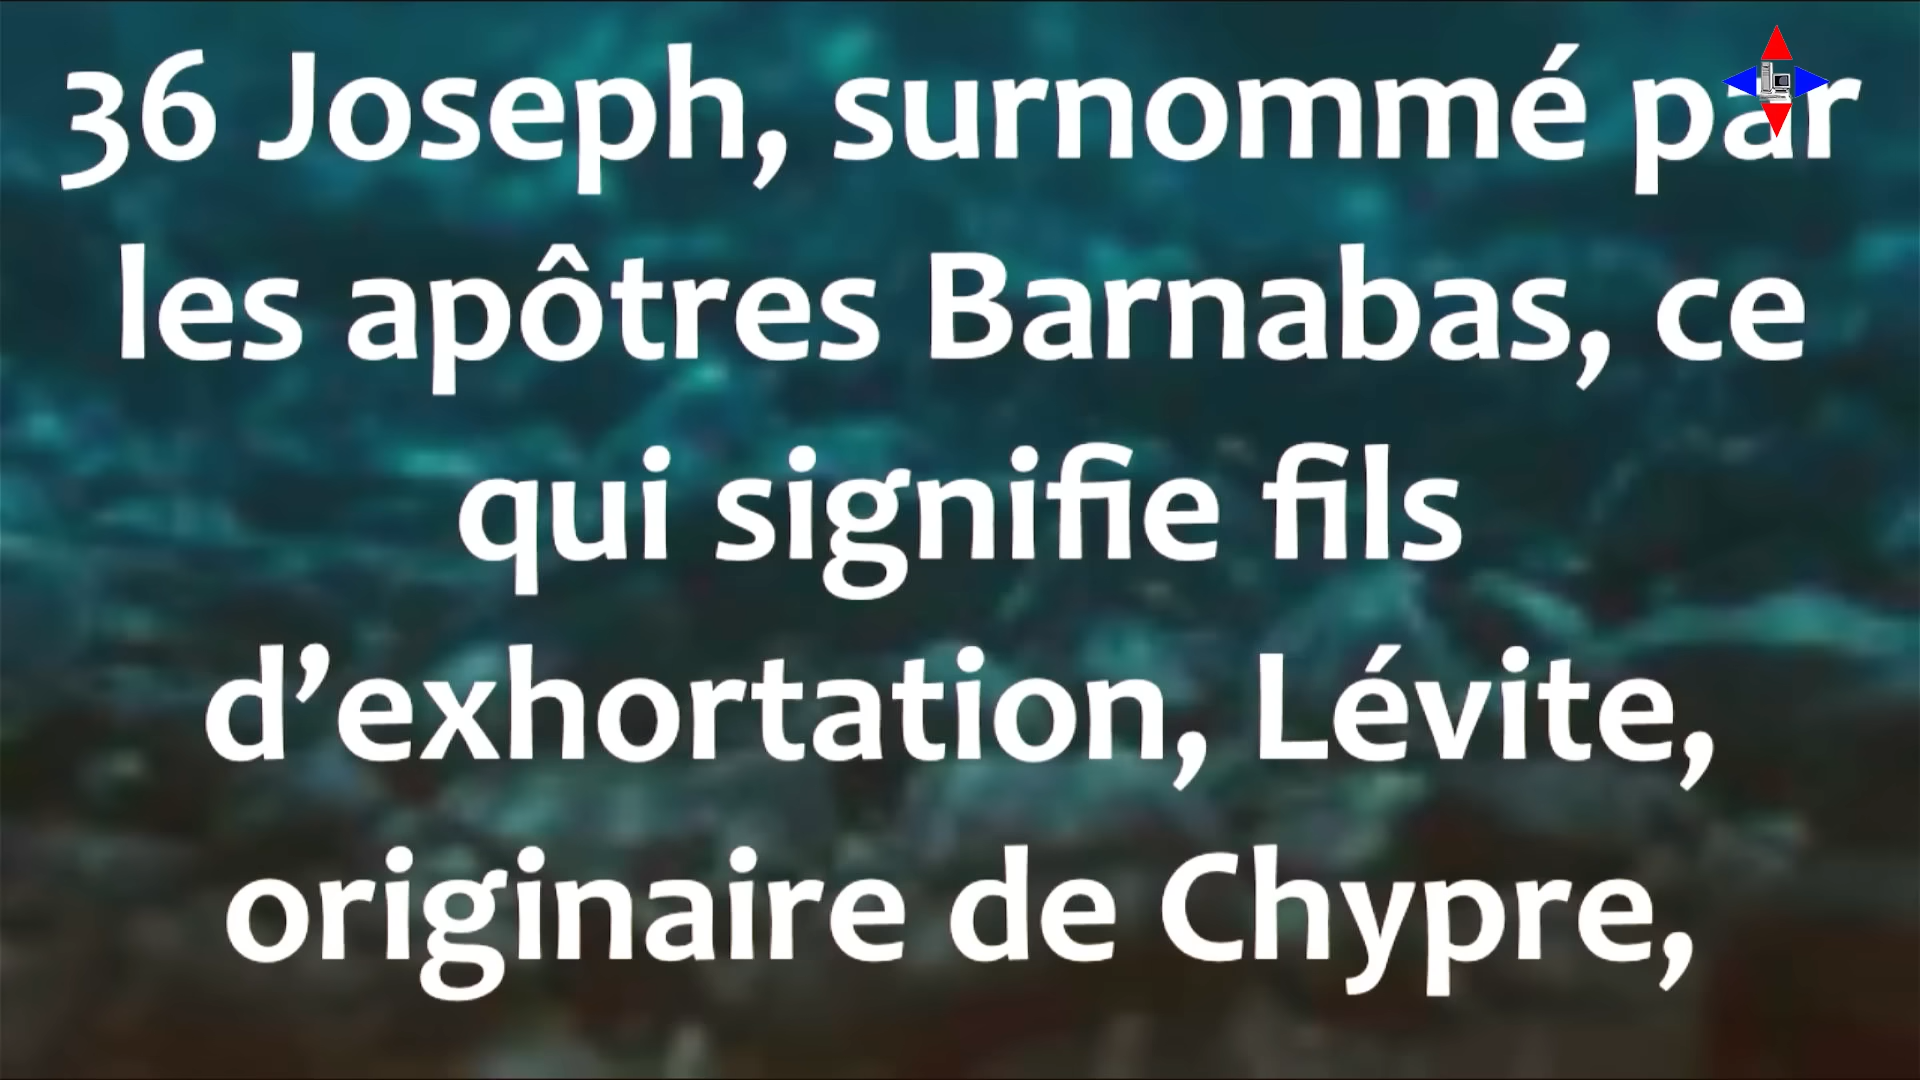 36 Joseph, surnommé par
les apôtres Barnabas, ce
qui signifie fils
d’exhortation, Lévite,
originaire de Chypre,